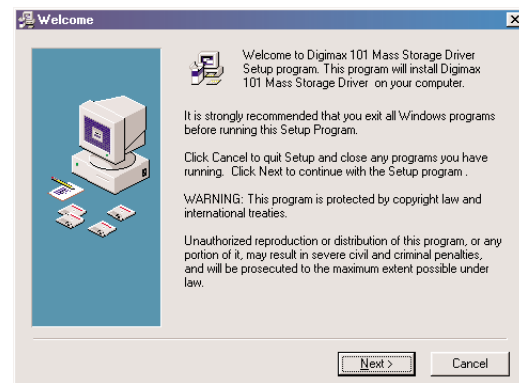 Welcome
Welcome to Digimax 101 Mass Storage Driver
Setup program. This program will install Digimax
101 Mass Storage Driver on your computer.
It is strongly recommended that you exit all Windows programs
before running this Setup Program.
Click Cancel to quit Setup and close any programs you have
running. Click Next to continue with the Setup program .
WARNING: This program is protected by copyright law and
international treaties.
Unauthorized reproduction or distribution of this program, or any
portion of it, may result in severe civil and criminal penalties,
and will be prosecuted to the maximum extent possible under
law.
Next > Cancel